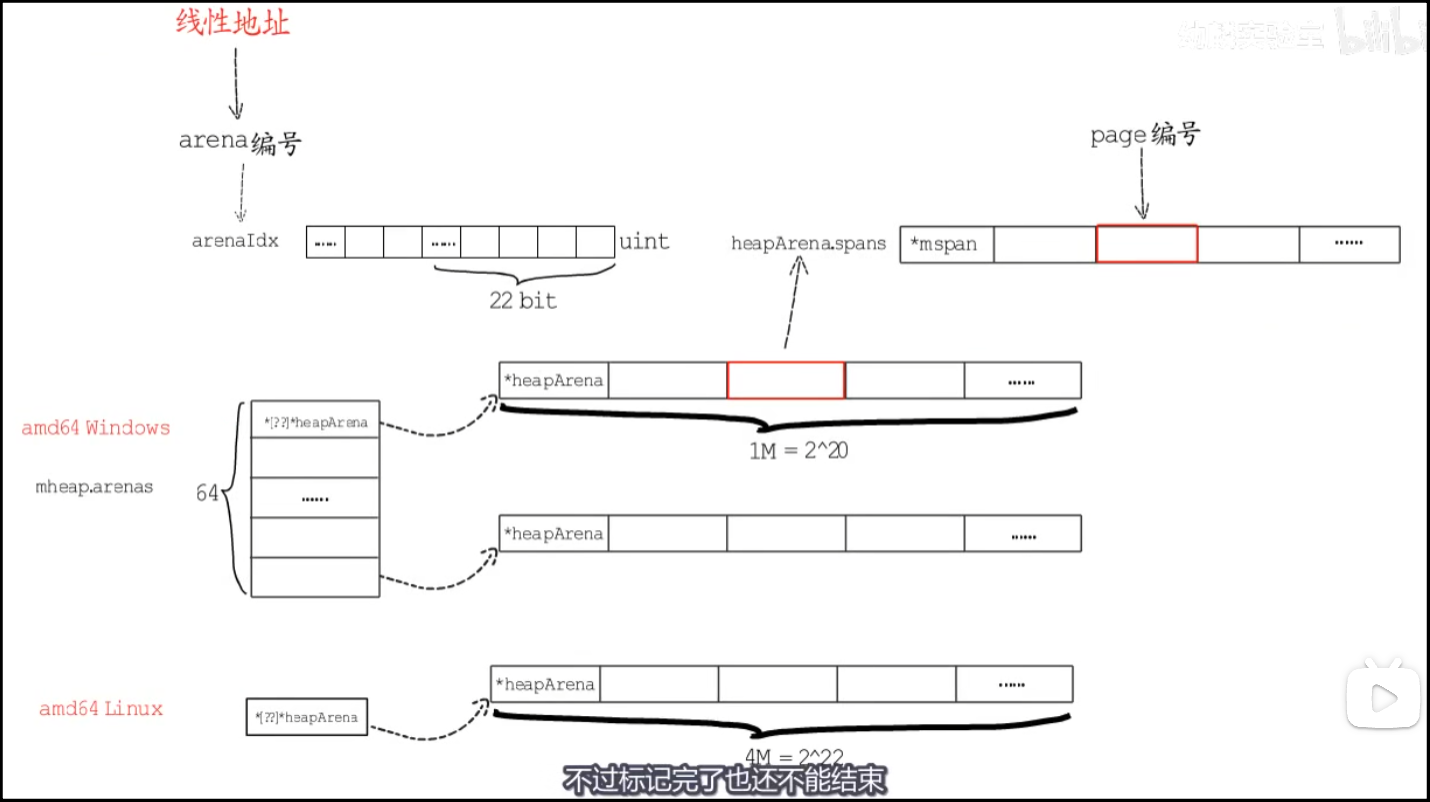 线性地址
arena编号
page编号
arenaIdx
......
......
uint
22 bit
heapArena.spans
*mspan
......
*heapArena
......
1M = 2^20
amd64 Windows
mheap.arenas
64
*[??]*heapArena
......
*heapArena
......
amd64 Linux
*[??]*heapArena
*heapArena
......
4M = 2^22
不过标记完了也还不能结束